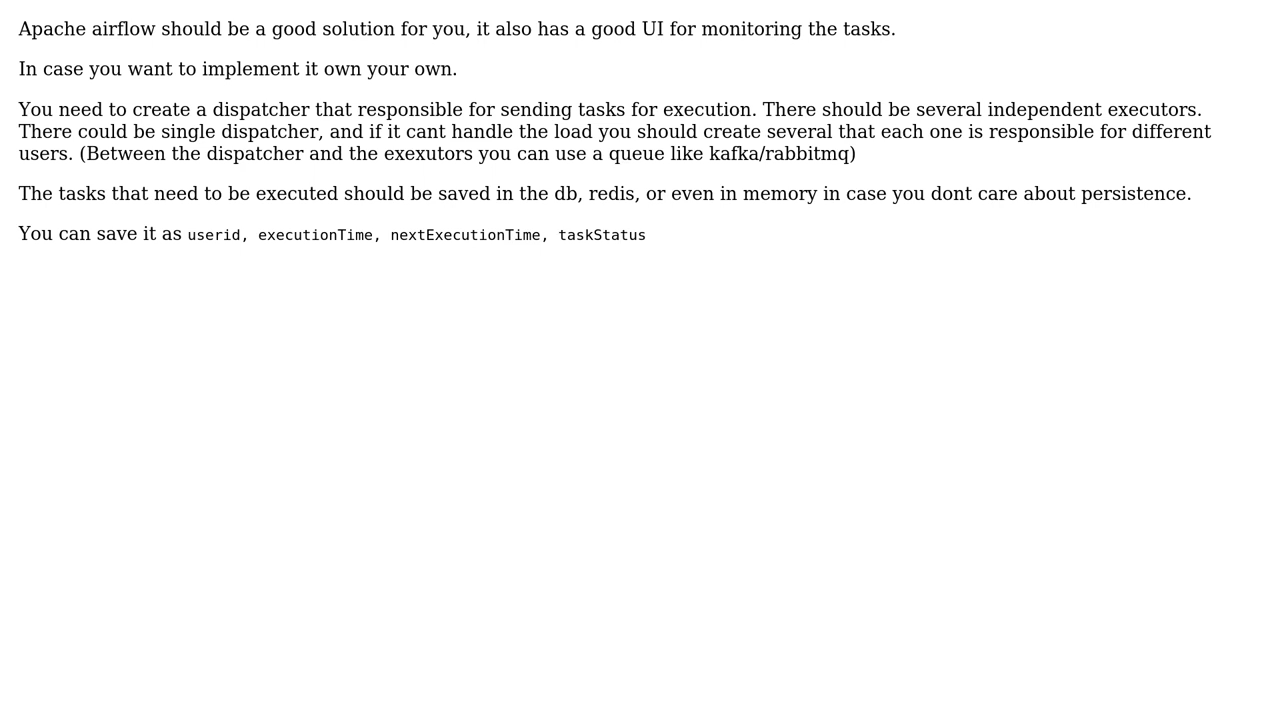 Apache airflow should be a good solution for you, it also has a good UI for monitoring the tasks.
In case you want to implement it own your own.
You need to create a dispatcher that responsible for sending tasks for execution. There should be several independent executors.
There could be single dispatcher, and if it cant handle the load you should create several that each one is responsible for different
users. (Between the dispatcher and the exexutors you can use a queue like kafka/rabbitmq)
The tasks that need to be executed should be saved in the db, redis, or even in memory in case you dont care about persistence.
You can save it as userid, executionTime, nextExecutionTime, taskStatus